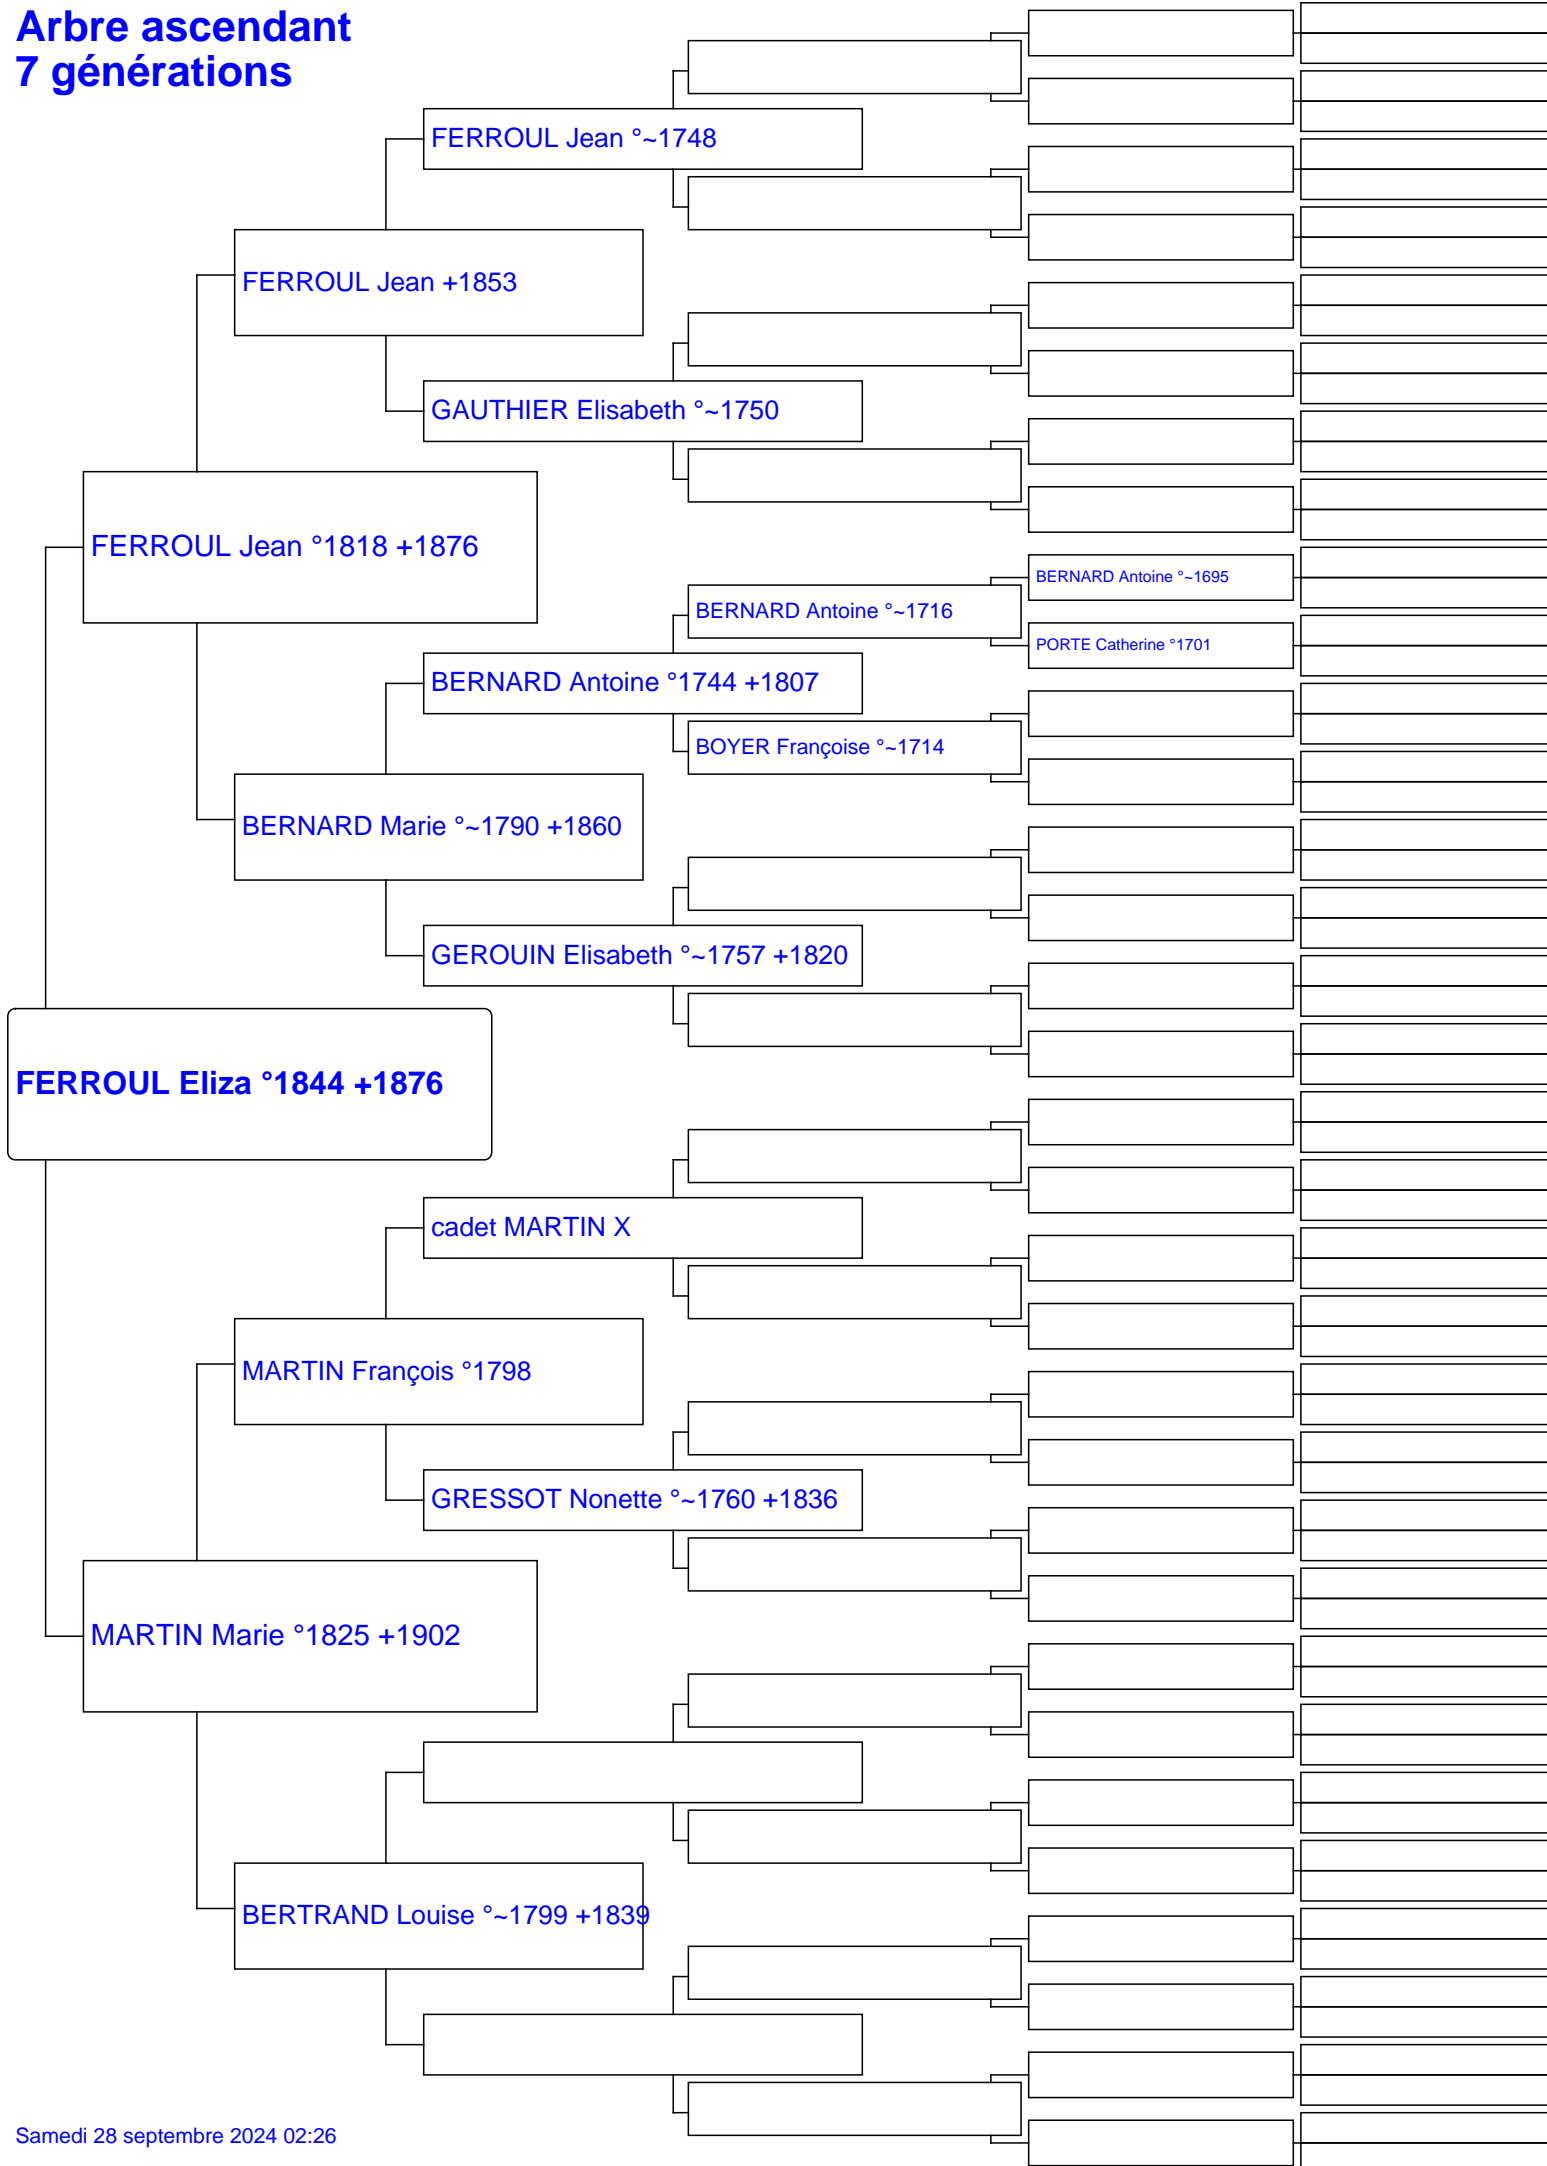 Arbre ascendant
7 générations
FERROUL Jean °~1748
FERROUL Jean +1853
GAUTHIER Elisabeth °~1750
FERROUL Jean °1818 +1876
BERNARD Antoine °~1695
BERNARD Antoine °~1716
PORTE Catherine °1701
BERNARD Antoine °1744 +1807
BOYER Françoise °~1714
BERNARD Marie °~1790 +1860
GEROUIN Elisabeth °~1757 +1820
FERROUL Eliza °1844 +1876
cadet MARTIN X
MARTIN François °1798
GRESSOT Nonette °~1760 +1836
MARTIN Marie °1825 +1902
BERTRAND Louise °~1799 +1839
Samedi 28 septembre 2024 02:26